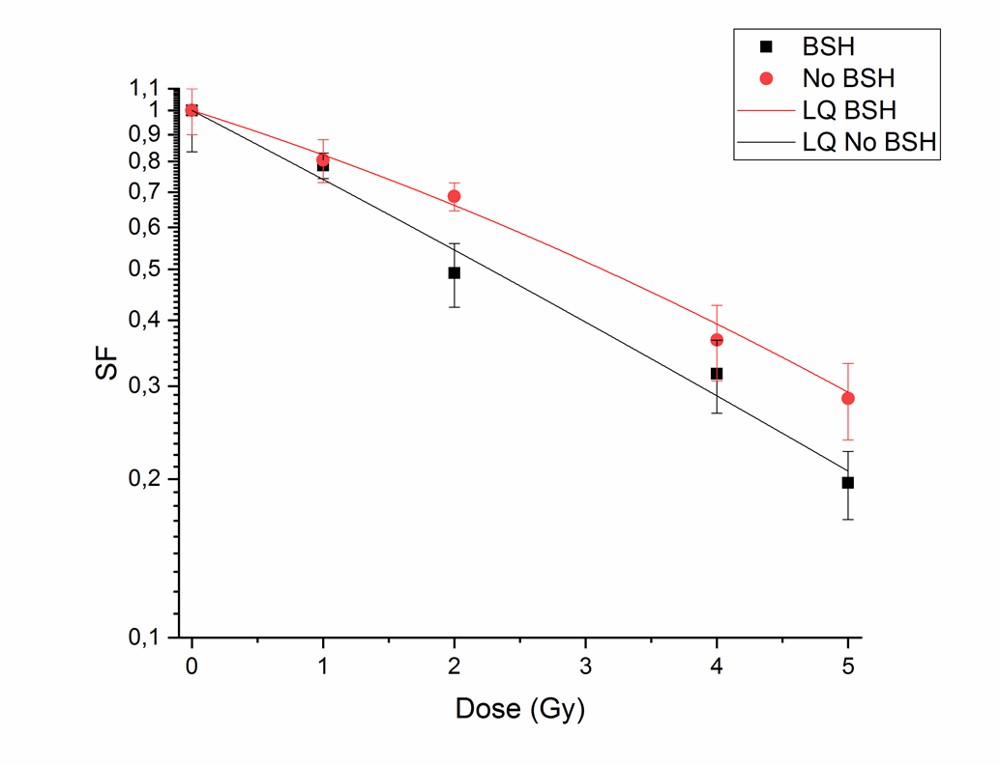 BSH
No BSH
LQ BSH
LQ No BSH
1,1
1
0,9
0,8
0,7
0,6
0,5
0,4
0,3
0,2
0,1
SF
0 1 2 3 4 5
Dose (Gy)